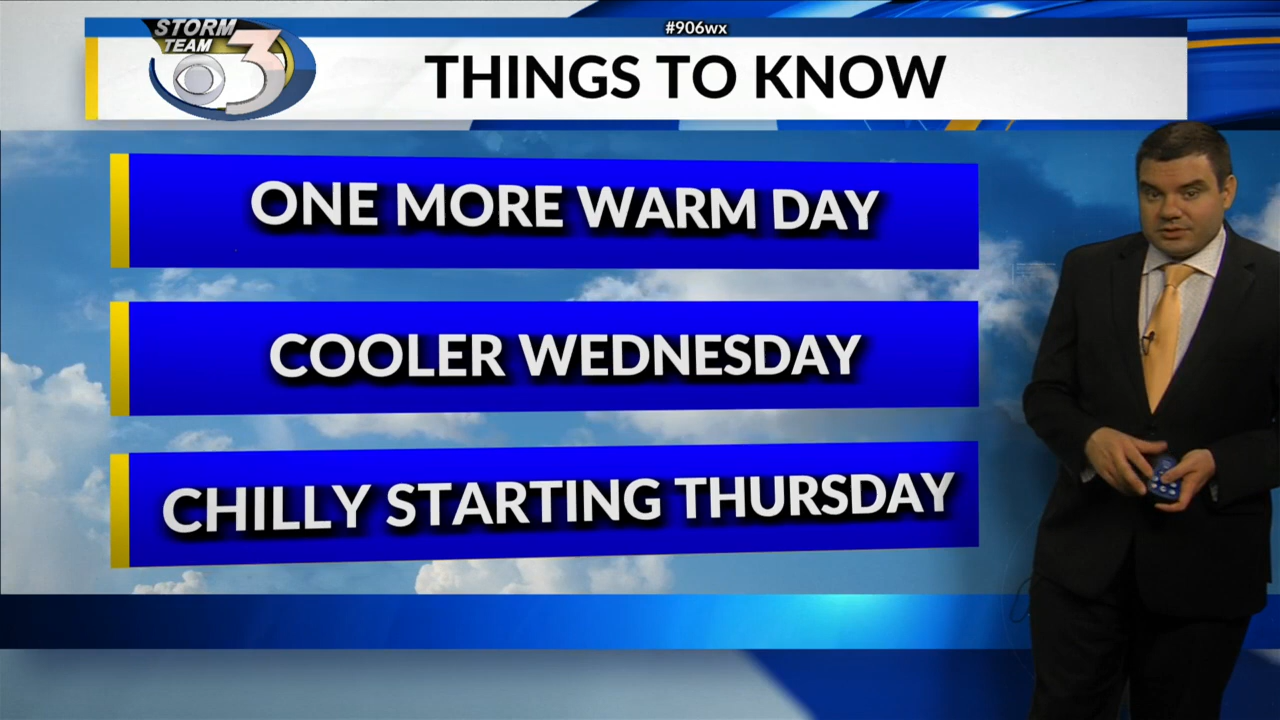 #906wx
STORM
TEAM
3
THINGS TO KNOW
ONE MORE WARM DAY
COOLER WEDNESDAY
CHILLY STARTING THURSDAY